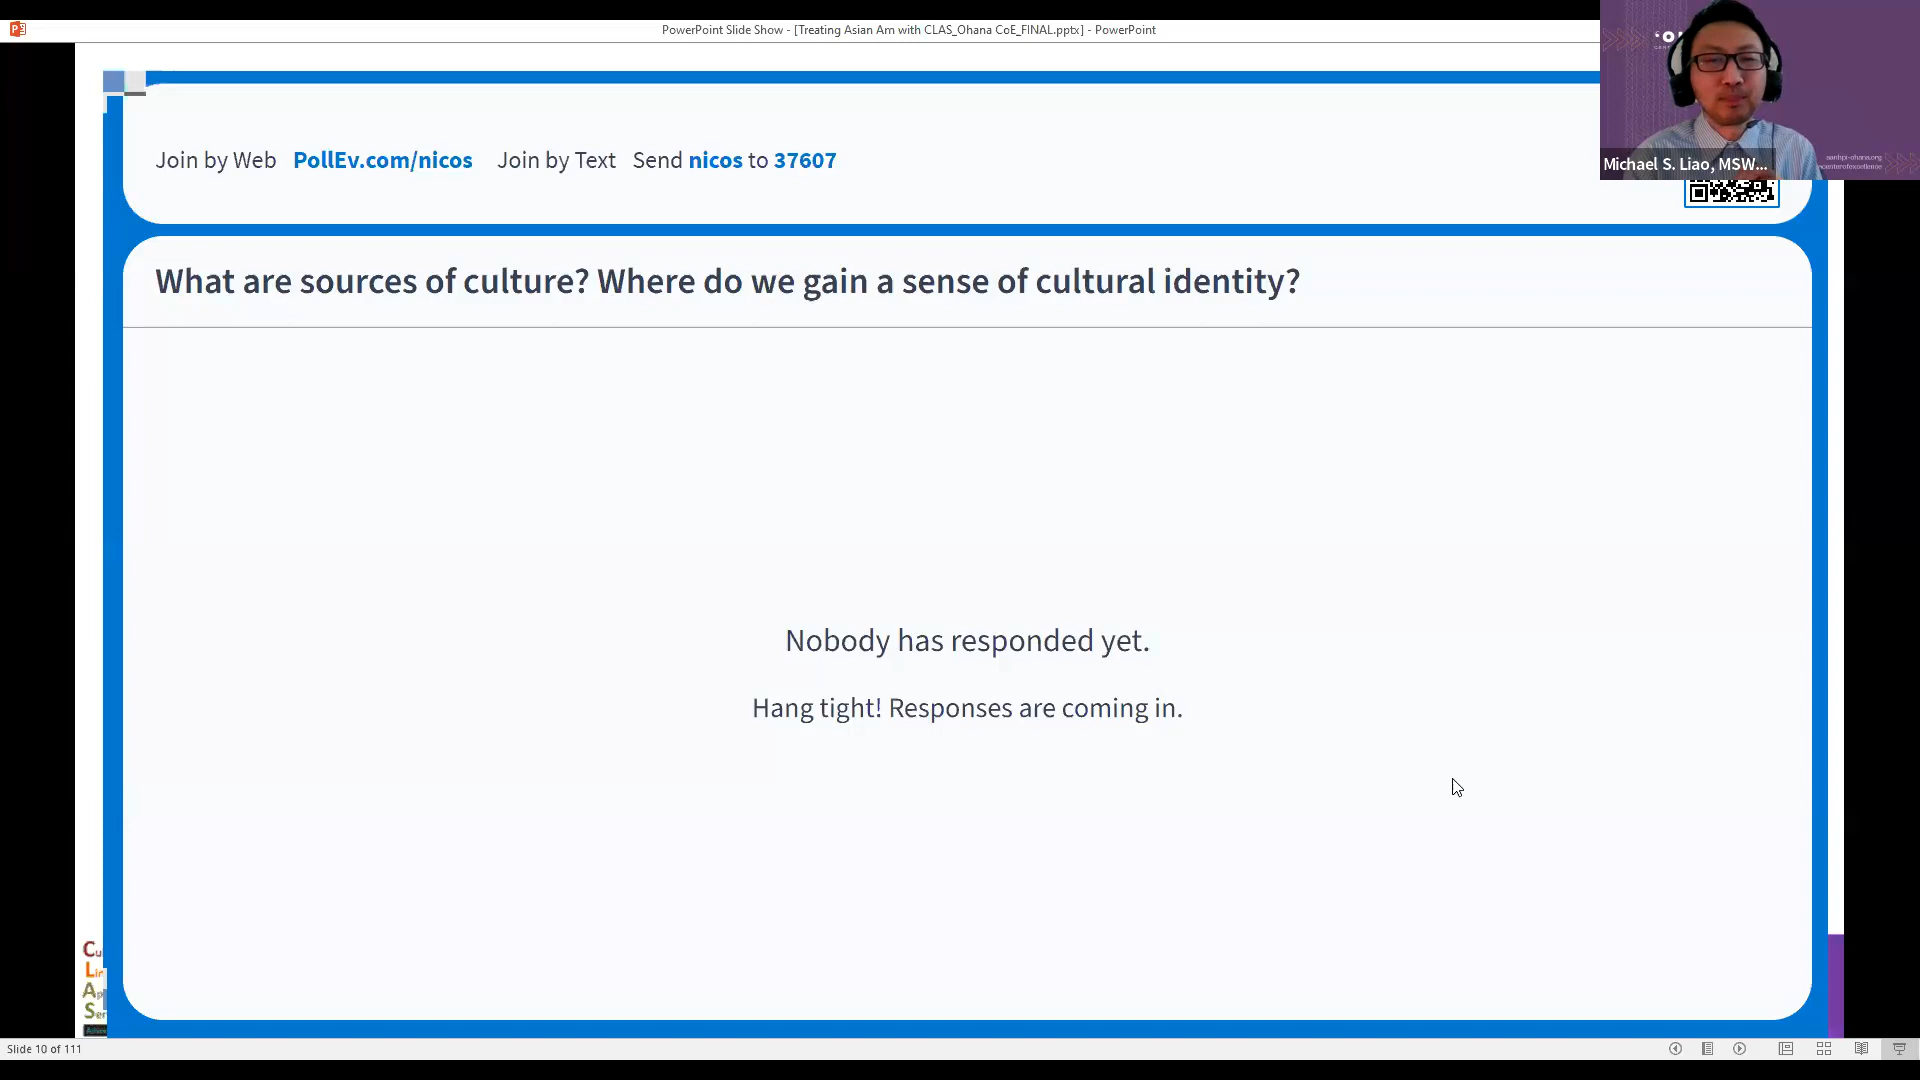 PowerPoint Slide Show - [Treating Asian Am with CLAS_Ohana CoE_FINAL.pptx] - PowerPoint
Join by Web PollEv.com/nicos Join by Text Send nicos to 37607
Michael S. Liao, MSW...
What are sources of culture? Where do we gain a sense of cultural identity?
Nobody has responded yet.
Hang tight! Responses are coming in.
Slide 10 of 111